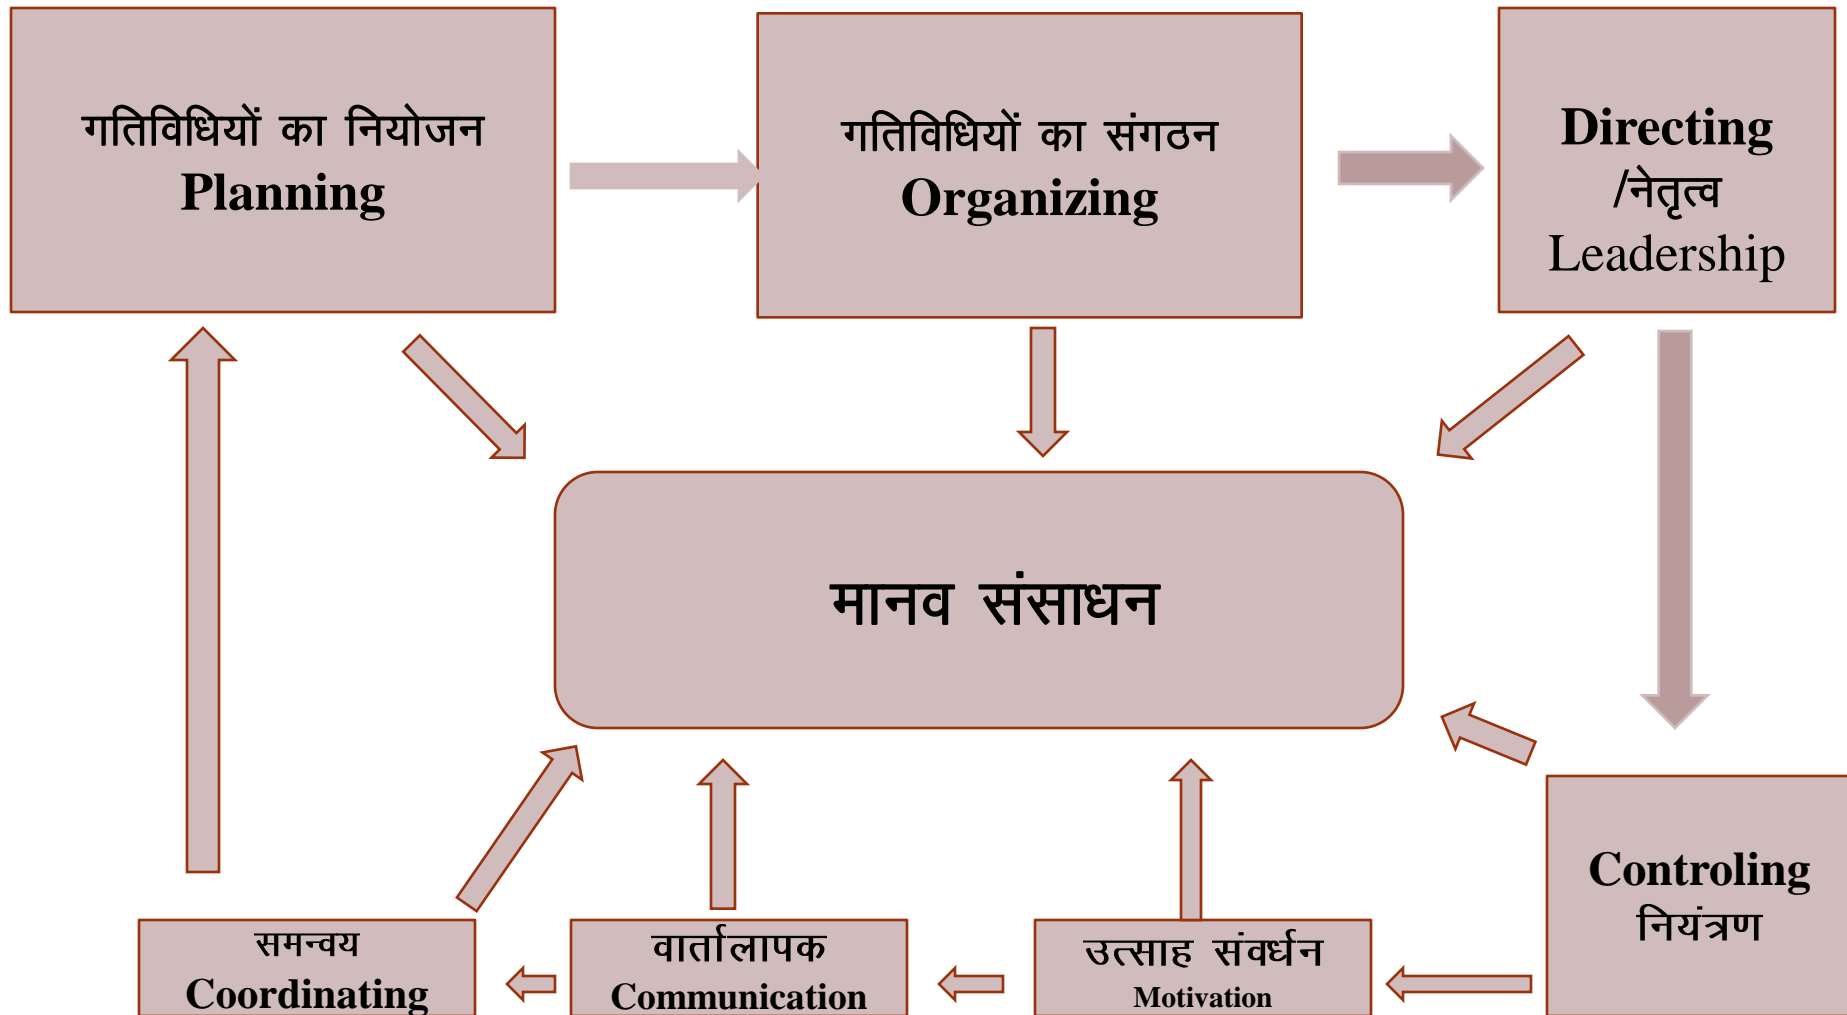 गतिविधियों का नियोजन
Planning
गतिविधियों का संगठन
Organizing
Directing
/नेतृत्व
Leadership
मानव संसाधन
Controling
नियंत्रण
समन्वय
Coordinating
वार्तालापक
Communication
उत्साह संवर्धन
Motivation